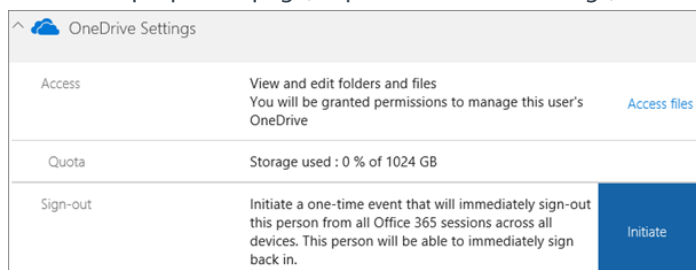 OneDrive Settings
Access
View and edit folders and files
You will be granted permissions to manage this user's
OneDrive
Access files
Quota
Storage used : 0 % of 1024 GB
Sign-out
Initiate a one-time event that will immediately sign-out
this person from all Office 365 sessions across all
devices. This person will be able to immediately sign
back in.
Initiate